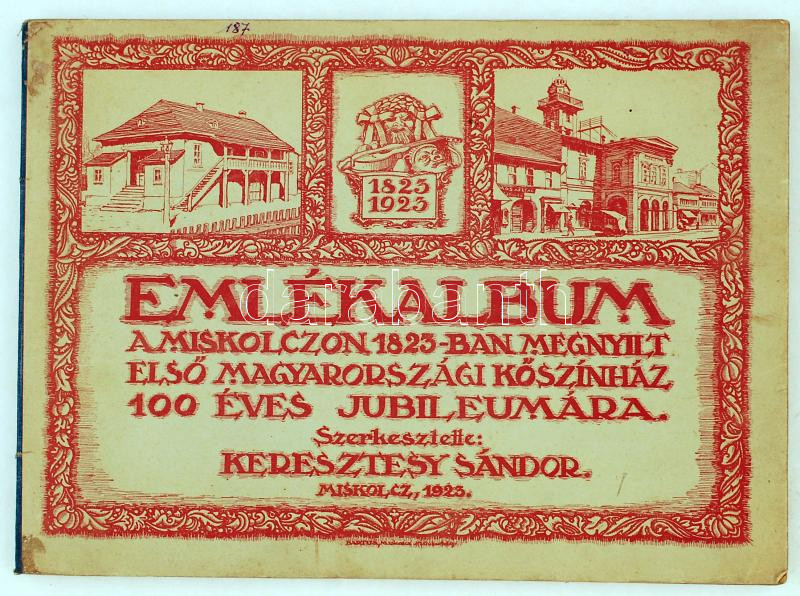 187
1823
1923
EMLÉKALBUM
darabanth
A MISKOLCZON 1823-BAN MEGNYILT
ELSŐ MAGYARORSZÁGI KŐSZÍNHÁZ
100 ÉVES JUBILEUMÁRA.
Szerkesztette:
KERESZTESY SÁNDOR.
MISKOLCZ, 1923.